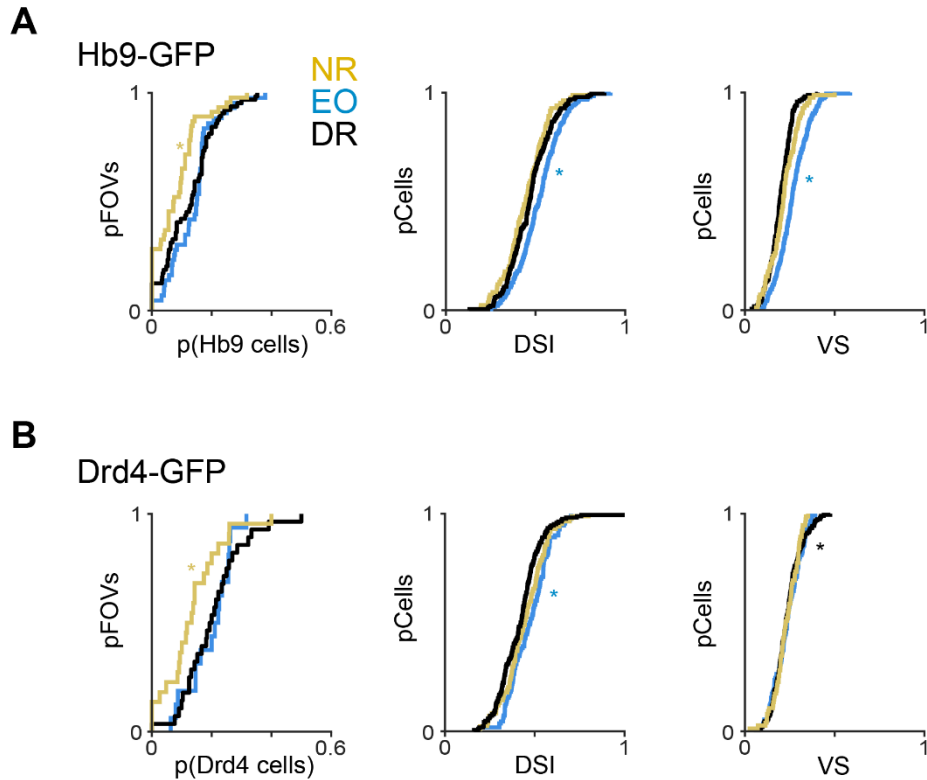 A
Hb9-GFP
NR
EO
DR
1
pFOVs
0
0
0.6
p(Hb9 cells)
*
1
pCells
0
0
1
DSI
*
1
pCells
0
0
1
VS
*
B
Drd4-GFP
1
pFOVs
0
0
0.6
p(Drd4 cells)
*
1
pCells
0
0
1
DSI
*
1
pCells
0
0
1
VS
*